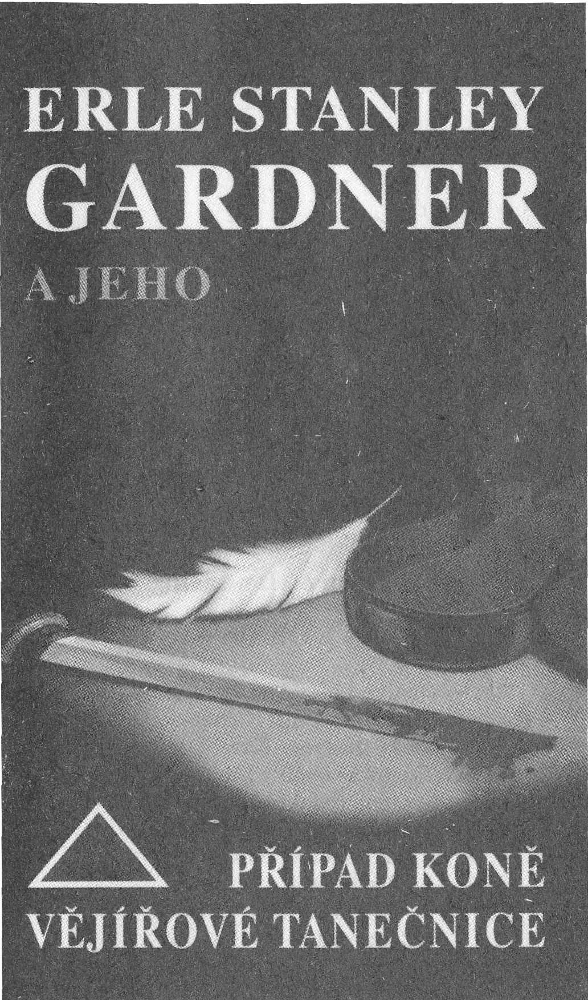 ERLE STANLEY
GARDNER
A JEHO
PŘÍPAD KONĚ
VĚJÍŘOVÉ TANEČNICE